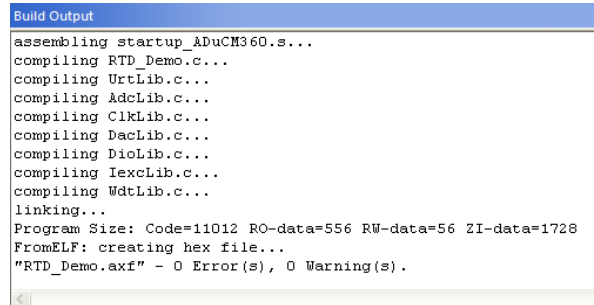 Build Output
assembling startup_ADuCM360.s...
compiling RTD_Demo.c...
compiling UrtLib.c...
compiling AdcLib.c...
compiling ClkLib.c...
compiling DacLib.c...
compiling DioLib.c...
compiling IexcLib.c...
compiling WdtLib.c...
linking...
Program Size: Code=11012 RO-data=556 RW-data=56 ZI-data=1728
FromELF: creating hex file...
"RTD_Demo.axf" - 0 Error(s), 0 Warning(s).